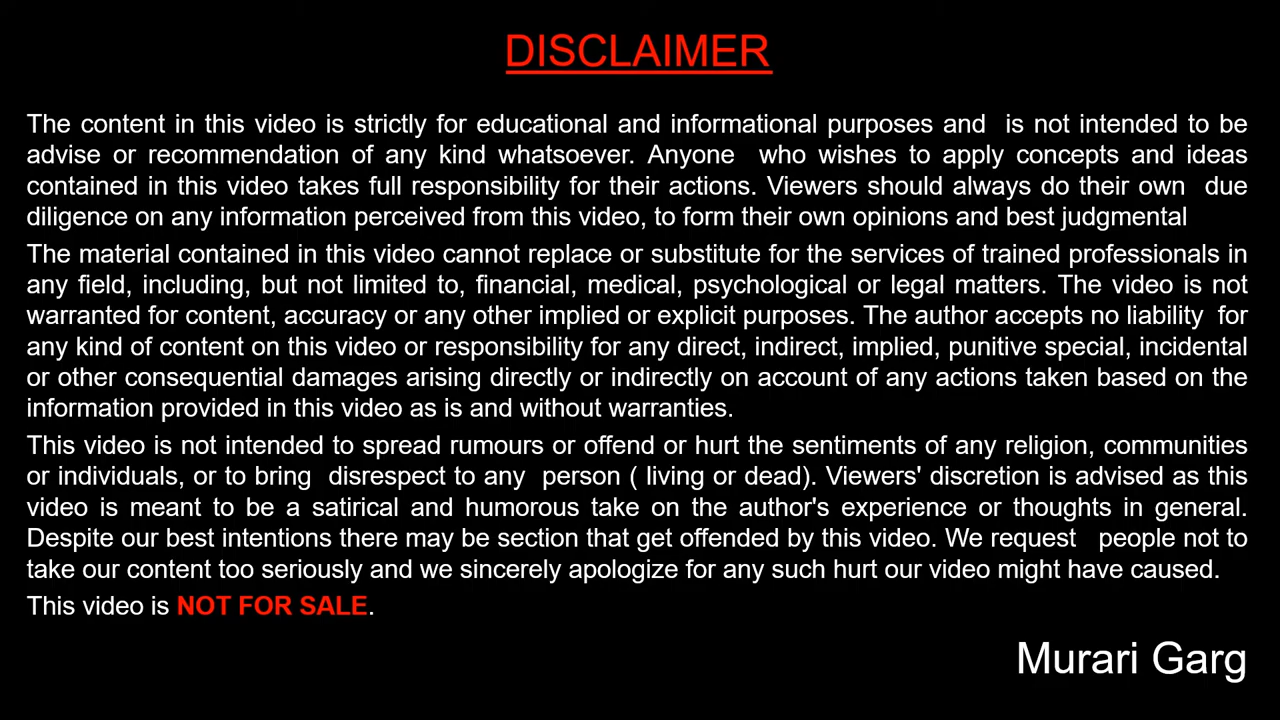 DISCLAIMER
The content in this video is strictly for educational and informational purposes and is not intended to be
advise or recommendation of any kind whatsoever. Anyone who wishes to apply concepts and ideas
contained in this video takes full responsibility for their actions. Viewers should always do their own due
diligence on any information perceived from this video, to form their own opinions and best judgmental
The material contained in this video cannot replace or substitute for the services of trained professionals in
any field, including, but not limited to, financial, medical, psychological or legal matters. The video is not
warranted for content, accuracy or any other implied or explicit purposes. The author accepts no liability for
any kind of content on this video or responsibility for any direct, indirect, implied, punitive special, incidental
or other consequential damages arising directly or indirectly on account of any actions taken based on the
information provided in this video as is and without warranties.
This video is not intended to spread rumours or offend or hurt the sentiments of any religion, communities
or individuals, or to bring disrespect to any person ( living or dead). Viewers' discretion is advised as this
video is meant to be a satirical and humorous take on the author's experience or thoughts in general.
Despite our best intentions there may be section that get offended by this video. We request people not to
take our content too seriously and we sincerely apologize for any such hurt our video might have caused.
This video is NOT FOR SALE.
Murari Garg